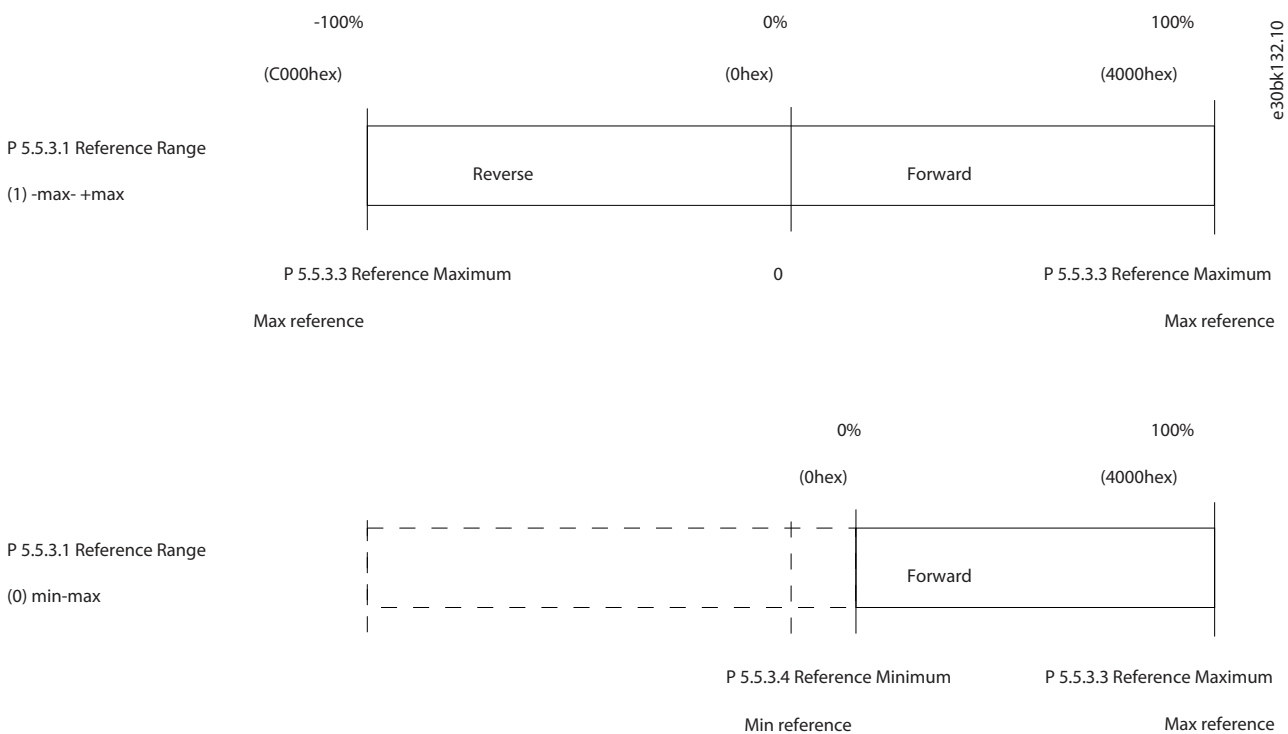 -100% 0% 100%
(C000hex) (0hex) (4000hex)
e30bk132.10
P 5.5.3.1 Reference Range
(1) -max- +max
Reverse Forward
P 5.5.3.3 Reference Maximum 0 P 5.5.3.3 Reference Maximum
Max reference Max reference
0% 100%
(0hex) (4000hex)
P 5.5.3.1 Reference Range
(0) min-max
Forward
P 5.5.3.4 Reference Minimum P 5.5.3.3 Reference Maximum
Min reference Max reference